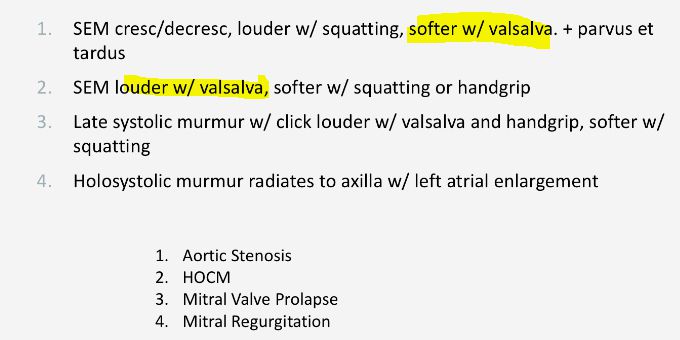 1. SEM cresc/decresc, louder w/ squatting, softer w/ valsalva. + parvus et
tardus
2. SEM louder w/ valsalva, softer w/ squatting or handgrip
3. Late systolic murmur w/ click louder w/ valsalva and handgrip, softer w/
squatting
4. Holosystolic murmur radiates to axilla w/ left atrial enlargement
1. Aortic Stenosis
2. HOCM
3. Mitral Valve Prolapse
4. Mitral Regurgitation